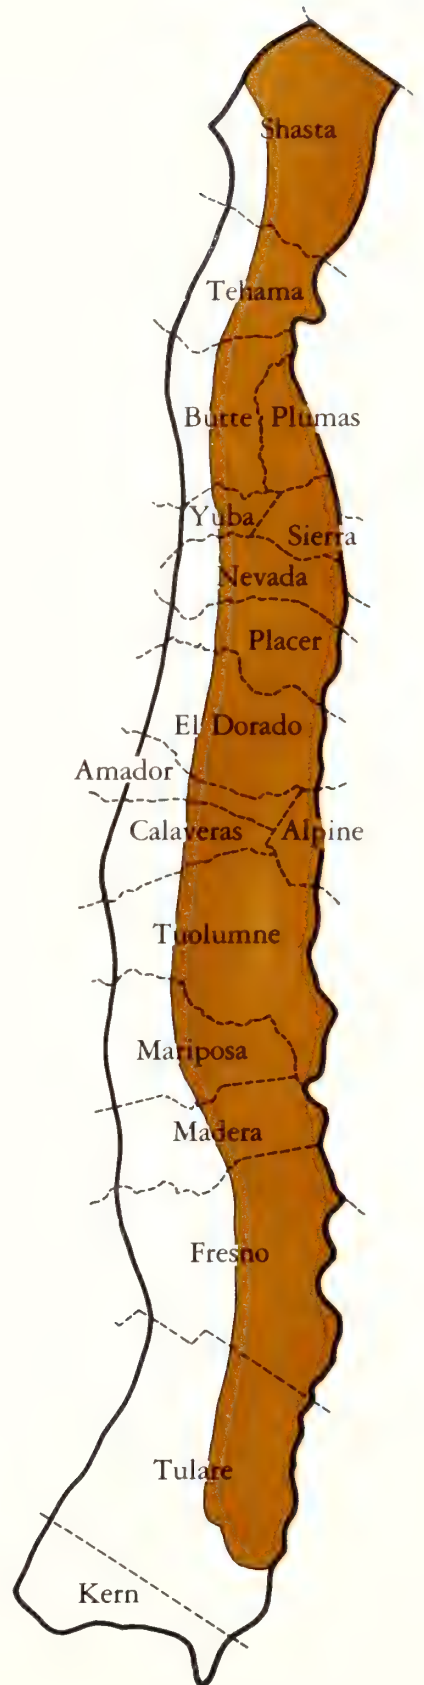 Shasta
Tehama
Butte
Plumas
Yuba
Sierra
Nevada
Placer
El Dorado
Amador
Calaveras
Alpine
Tuolumne
Mariposa
Madera
Fresno
Tulare
Kern